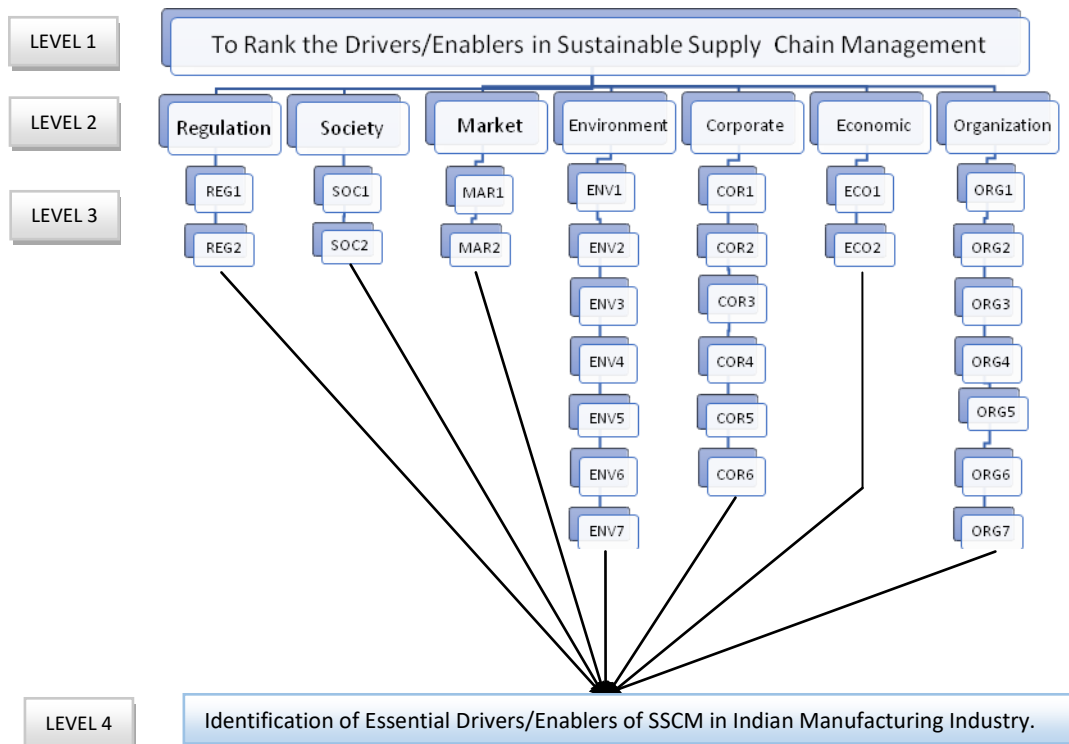 LEVEL 1
To Rank the Drivers/Enablers in Sustainable Supply Chain Management
LEVEL 2
Regulation Society Market Environment Corporate Economic Organization
LEVEL 3
REG1 SOC1 MAR1 ENV1 COR1 ECO1 ORG1
REG2 SOC2 MAR2 ENV2 COR2 ECO2 ORG2
ENV3 COR3 ORG3
ENV4 COR4 ORG4
ENV5 COR5 ORG5
ENV6 COR6 ORG6
ENV7 ORG7
LEVEL 4
Identification of Essential Drivers/Enablers of SSCM in Indian Manufacturing Industry.